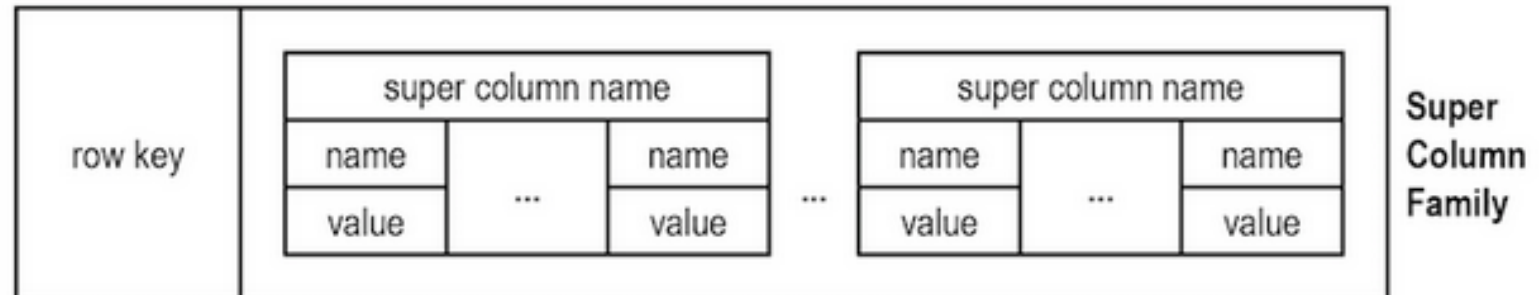 super column name super column name
row key
name name name name
... ... ...
value value value value
Super
Column
Family